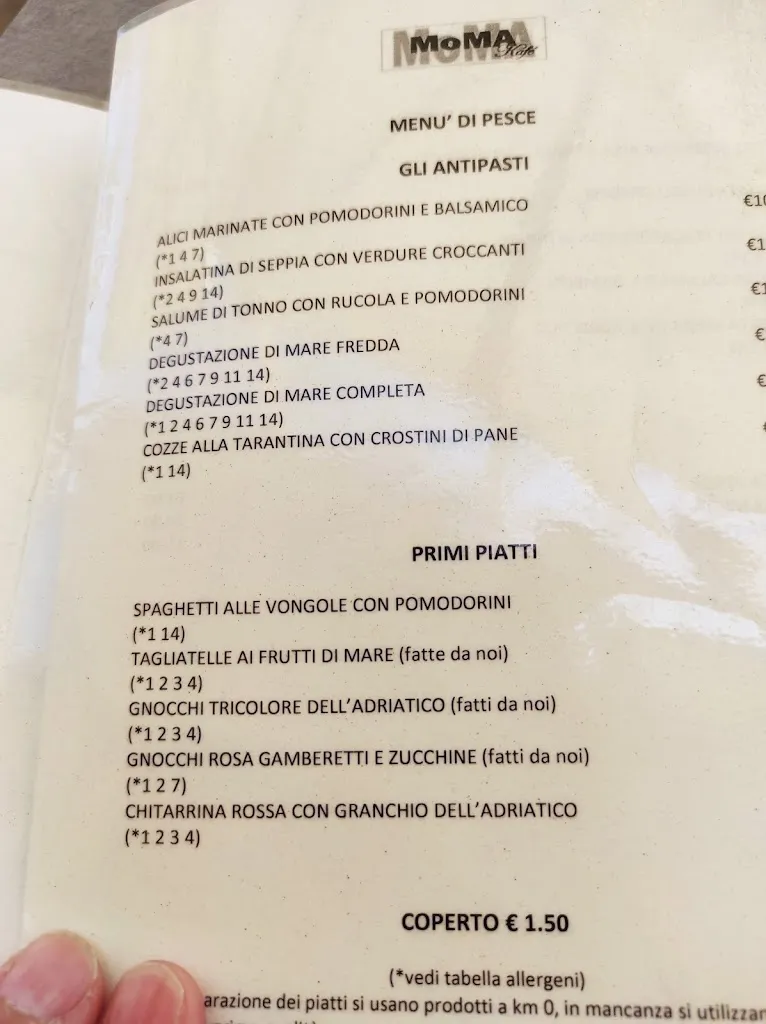 MoMA Kafè
MENU' DI PESCE
GLI ANTIPASTI
ALICI MARINATE CON POMODORINI E BALSAMICO €10
(*1 4 7)
INSALATINA DI SEPPIA CON VERDURE CROCCANTI €1
(*2 4 9 14)
SALUME DI TONNO CON RUCOLA E POMODORINI €1
(*4 7)
DEGUSTAZIONE DI MARE FREDDA €
(*2 4 6 7 9 11 14)
DEGUSTAZIONE DI MARE COMPLETA €
(*1 2 4 6 7 9 11 14)
COZZE ALLA TARANTINA CON CROSTINI DI PANE
(*1 14)
PRIMI PIATTI
SPAGHETTI ALLE VONGOLE CON POMODORINI
(*1 14)
TAGLIATELLE AI FRUTTI DI MARE (fatte da noi)
(*1 2 3 4)
GNOCCHI TRICOLORE DELL'ADRIATICO (fatti da noi)
(*1 2 3 4)
GNOCCHI ROSA GAMBERETTI E ZUCCHINE (fatti da noi)
(*1 2 7)
CHITARRINA ROSSA CON GRANCHIO DELL'ADRIATICO
(*1 2 3 4)
COPERTO € 1.50
(*vedi tabella allergeni)
arazione dei piatti si usano prodotti a km 0, in mancanza si utilizzan